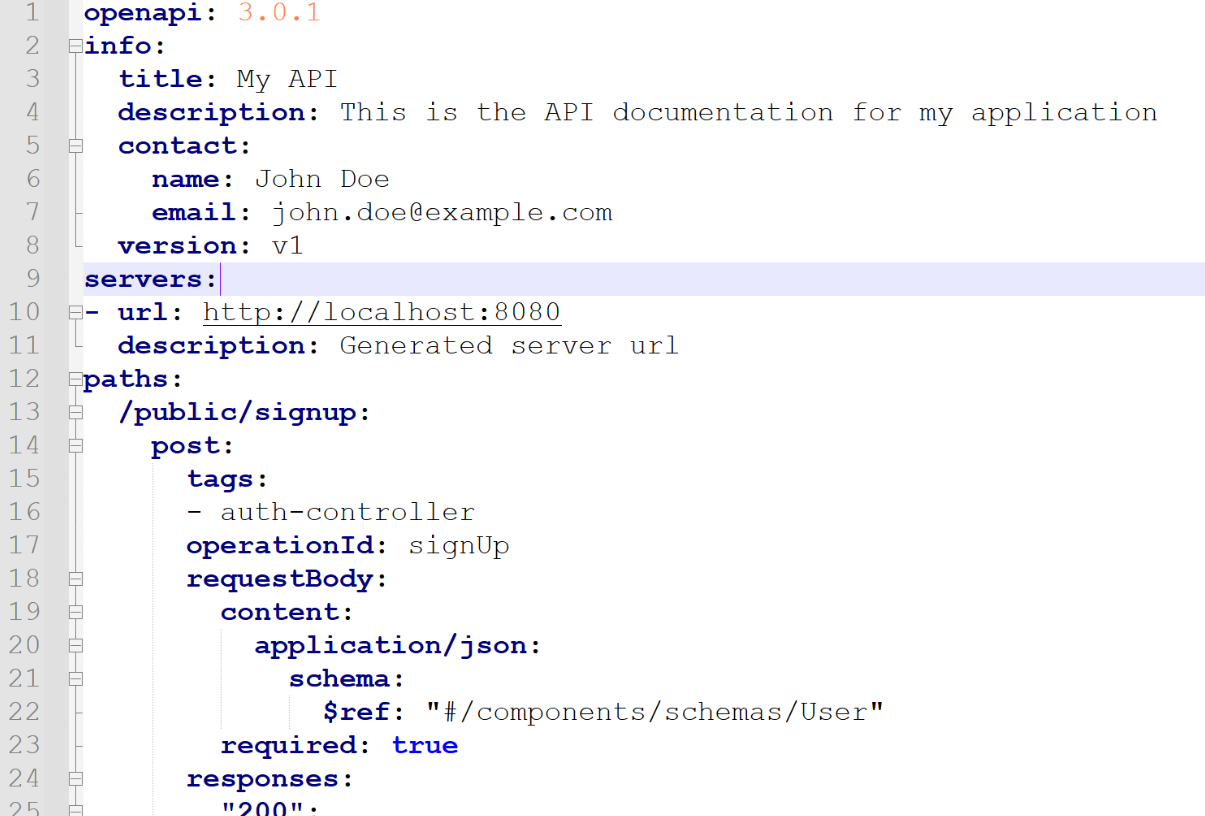 1 openapi: 3.0.1
2 info:
3 title: My API
4 description: This is the API documentation for my application
5 contact:
6 name: John Doe
7 email: john.doe@example.com
8 version: v1
9 servers:
10 - url: http://localhost:8080
11 description: Generated server url
12 paths:
13 /public/signup:
14 post:
15 tags:
16 - auth-controller
17 operationId: signUp
18 requestBody:
19 content:
20 application/json:
21 schema:
22 $ref: "#/components/schemas/User"
23 required: true
24 responses:
25 "200":